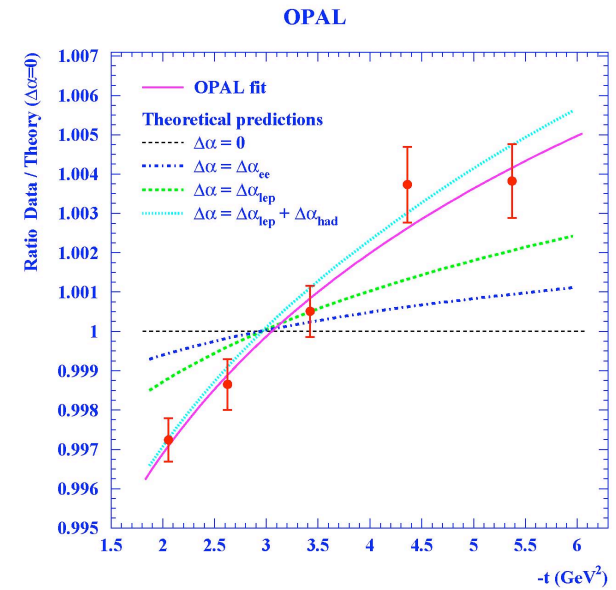 OPAL
Ratio Data / Theory (Δα=0)
1.007
1.006
1.005
1.004
1.003
1.002
1.001
1
0.999
0.998
0.997
0.996
0.995
OPAL fit
Theoretical predictions
Δα = 0
Δα = Δα_ee
Δα = Δα_lep
Δα = Δα_lep + Δα_had
1.5 2 2.5 3 3.5 4 4.5 5 5.5 6
-t (GeV²)